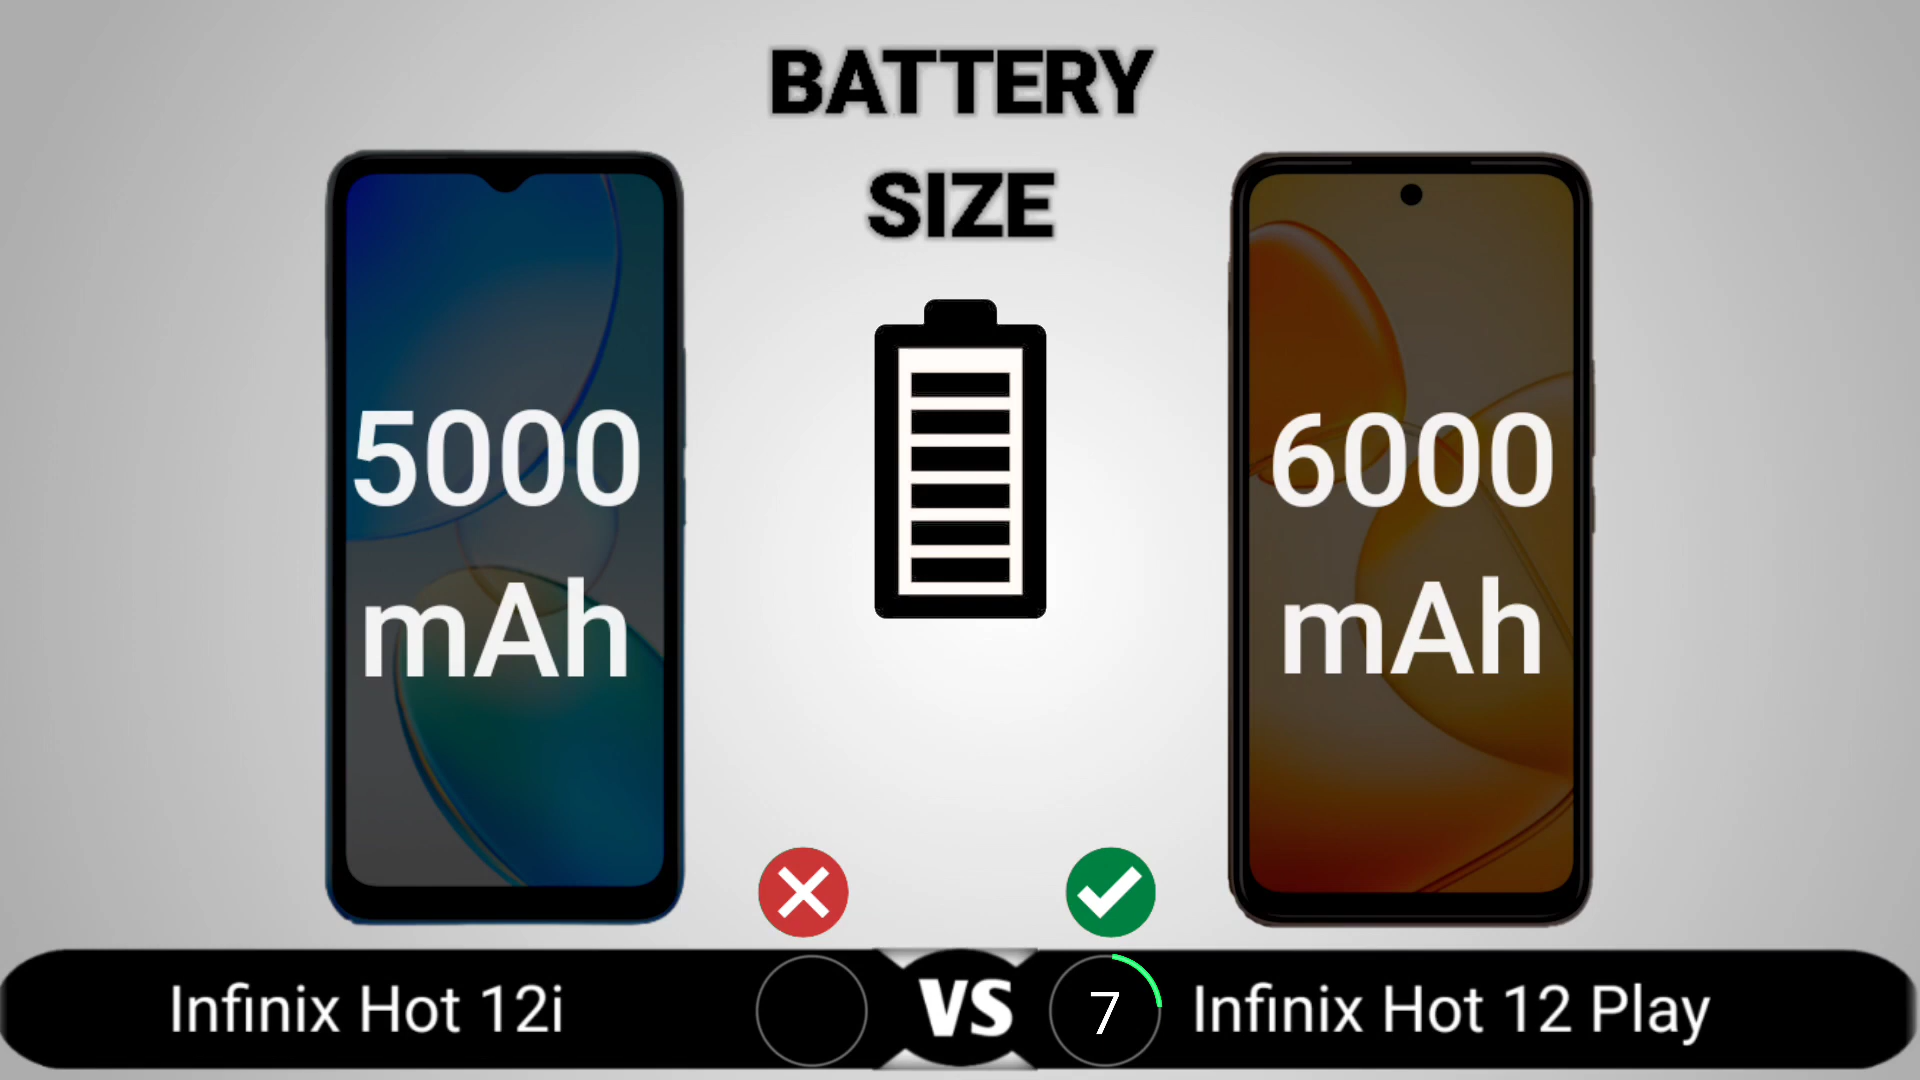 BATTERY
SIZE
5000
mAh
6000
mAh
Infinix Hot 12i
VS
7
Infinix Hot 12 Play